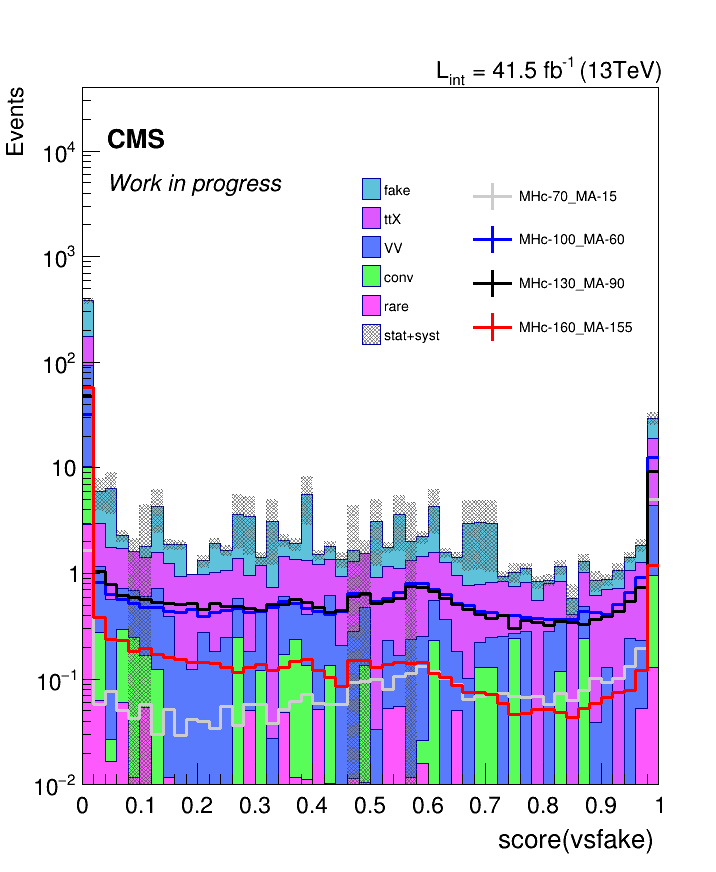 L_int = 41.5 fb^-1 (13TeV)
Events
CMS
Work in progress
fake
ttX
VV
conv
rare
stat+syst
MHc-70_MA-15
MHc-100_MA-60
MHc-130_MA-90
MHc-160_MA-155
10^4
10^3
10^2
10
1
10^-1
10^-2
0 0.1 0.2 0.3 0.4 0.5 0.6 0.7 0.8 0.9 1
score(vsfake)